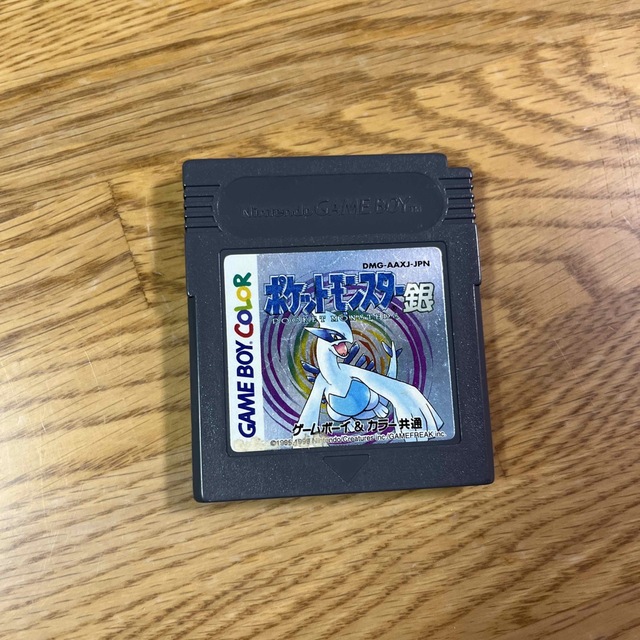 Nintendo GAME BOY™
DMG-AAXJ-JPN
ポケットモンスター銀
POCKET MONSTERS
GAME BOY COLOR
ゲームボーイ&カラー共通
©1995 1999 Nintendo/Creatures inc./GAMEFREAK inc.